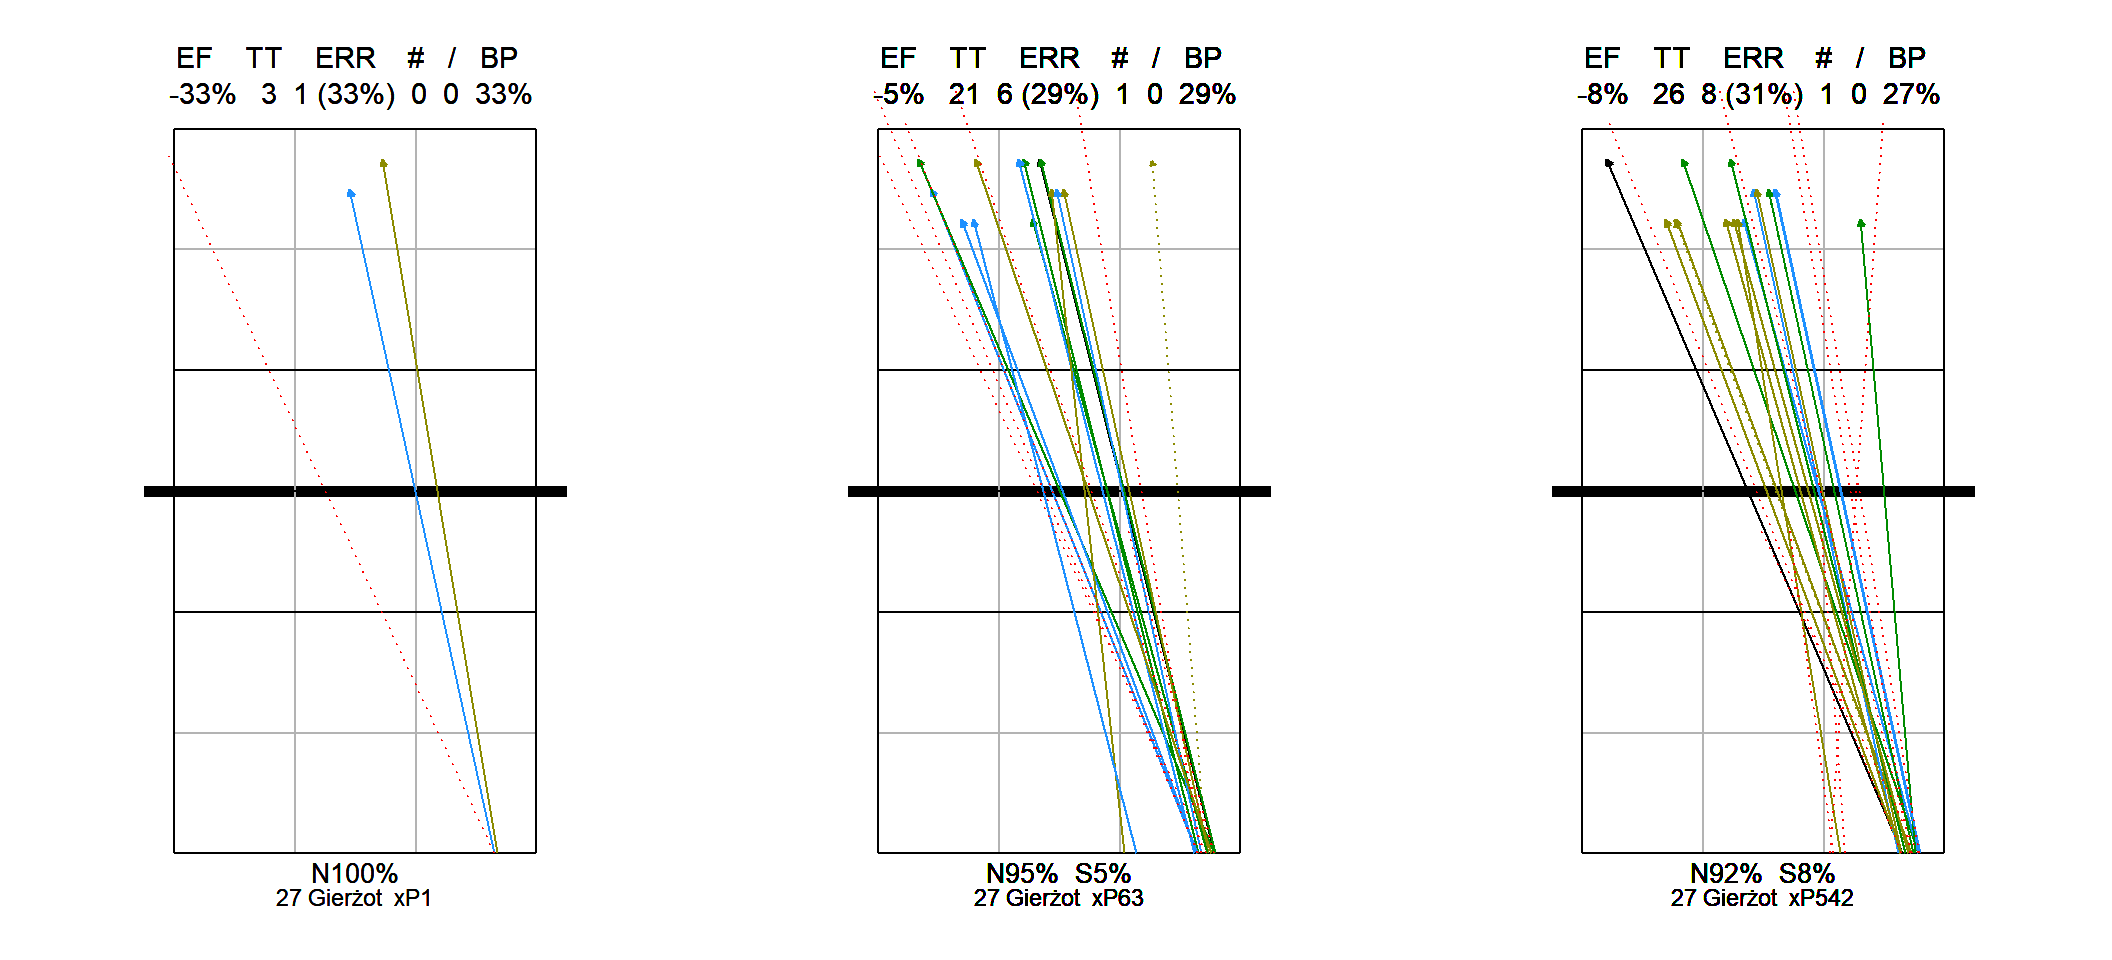 EF TT ERR # / BP
-33% 3 1 (33%) 0 0 33%
N100%
27 Gierżot xP1
EF TT ERR # / BP
-5% 21 6 (29%) 1 0 29%
N95% S5%
27 Gierżot xP63
EF TT ERR # / BP
-8% 26 8 (31%) 1 0 27%
N92% S8%
27 Gierżot xP542